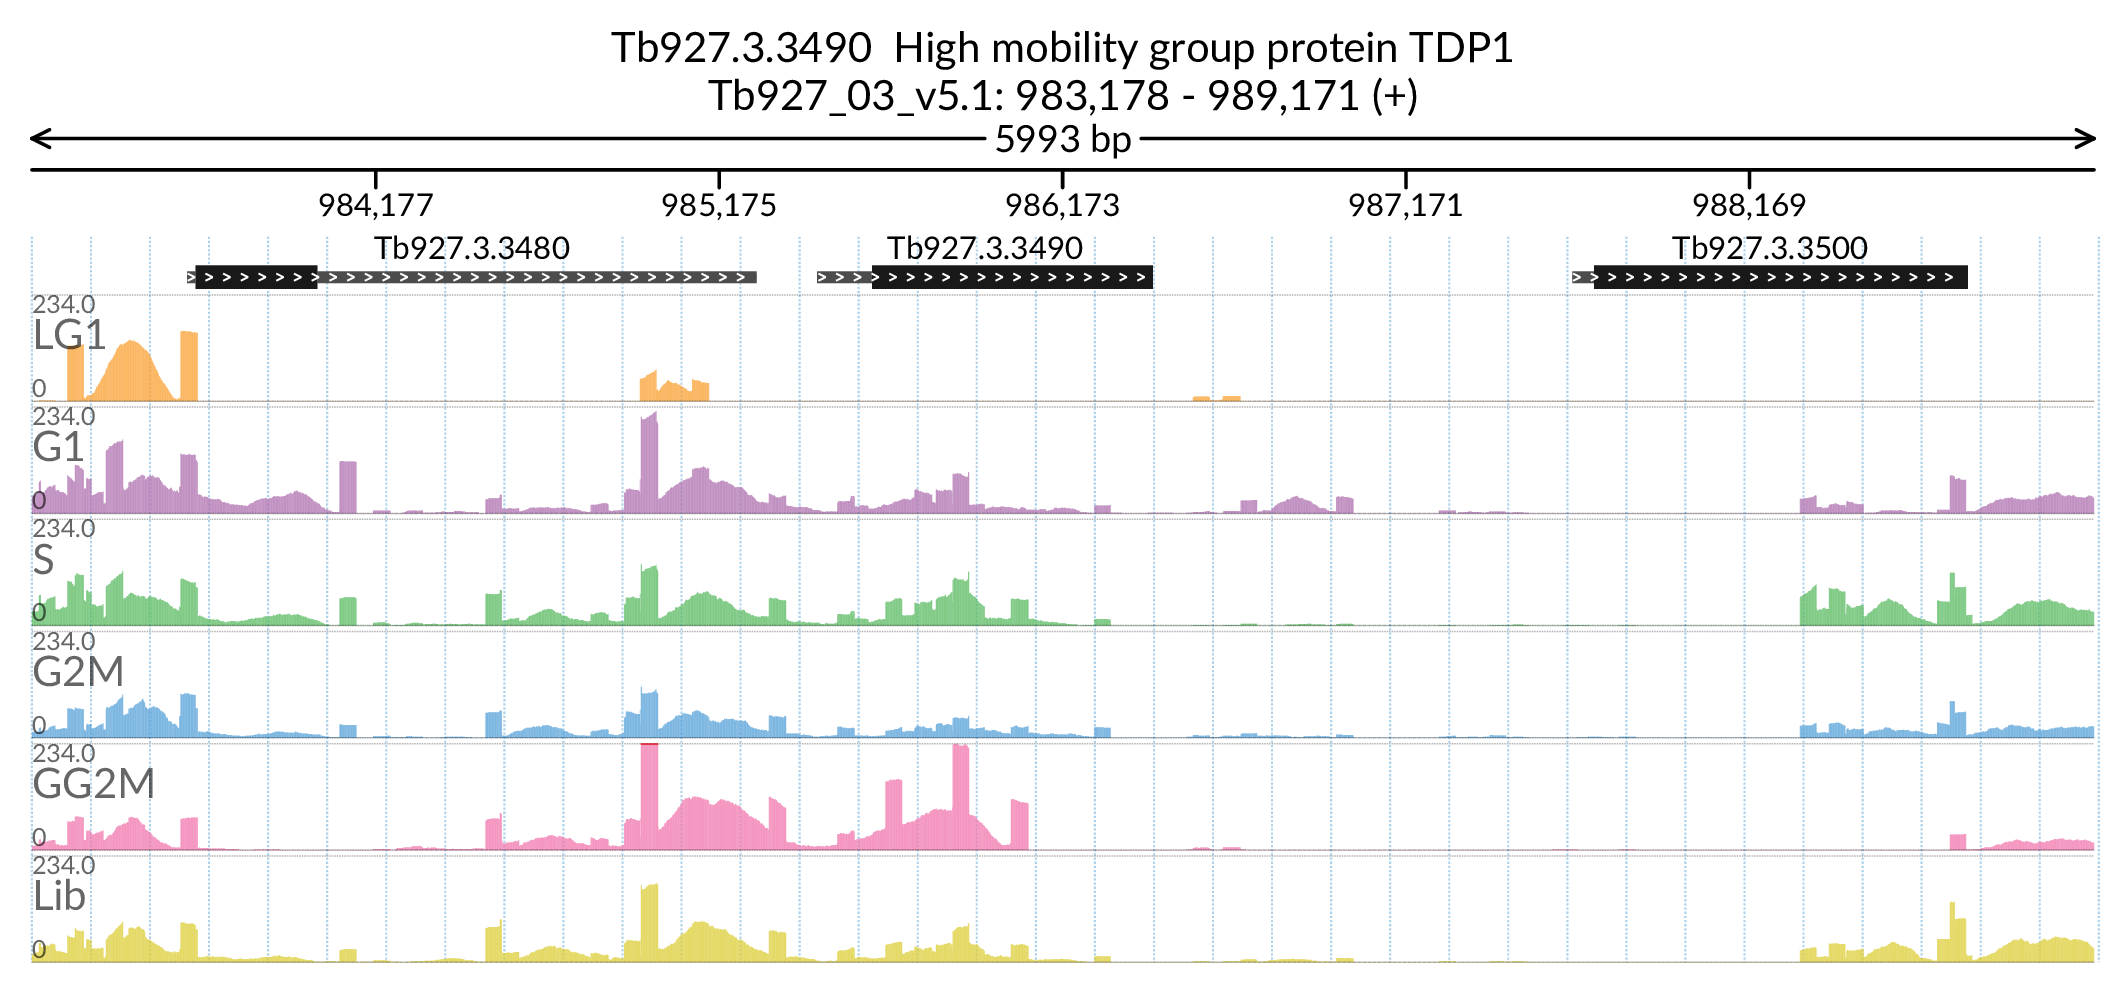 Tb927.3.3490  High mobility group protein TDP1
Tb927_03_v5.1: 983,178 - 989,171 (+)
5993 bp
984,177 985,175 986,173 987,171 988,169
Tb927.3.3480 Tb927.3.3490 Tb927.3.3500
234.0
LG1
0
234.0
G1
0
234.0
S
0
234.0
G2M
0
234.0
GG2M
0
234.0
Lib
0